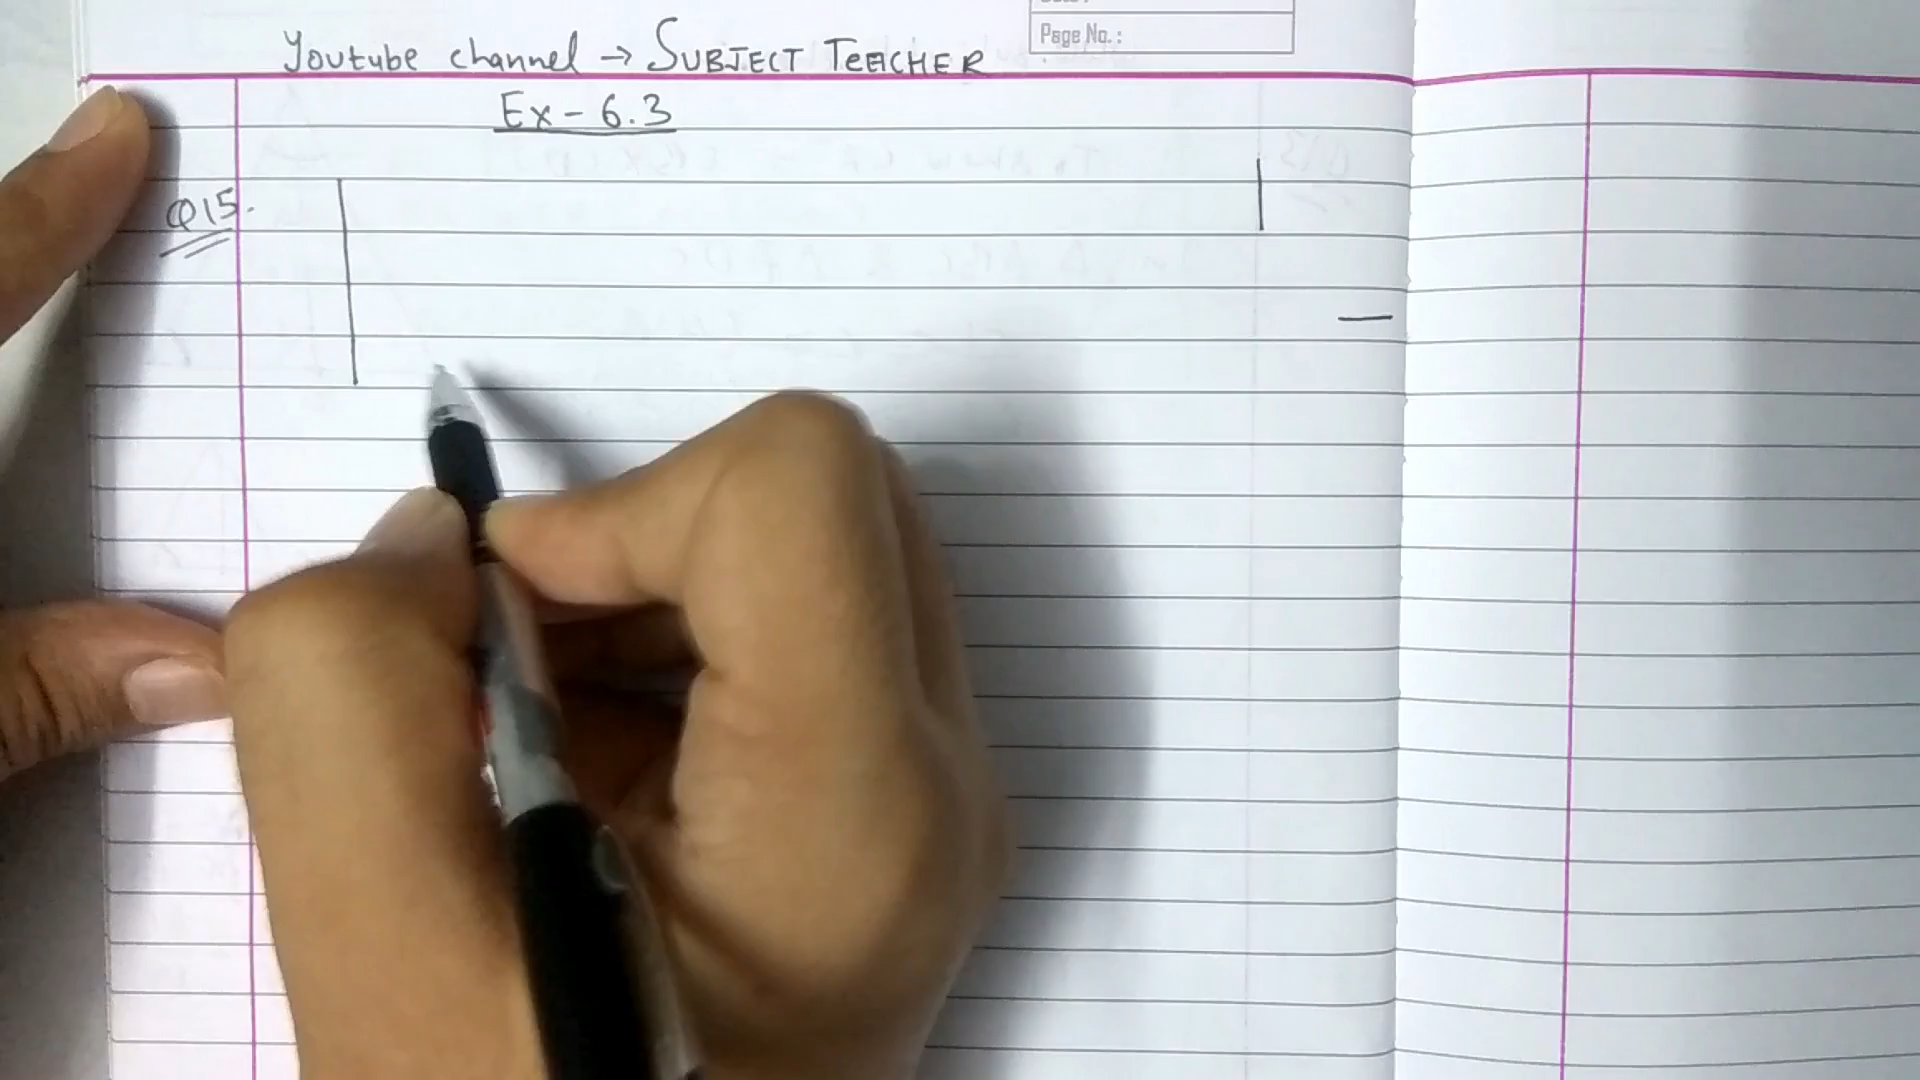 Page No. :
Youtube channel → SUBJECT TEACHER
Ex - 6.3
Q15.